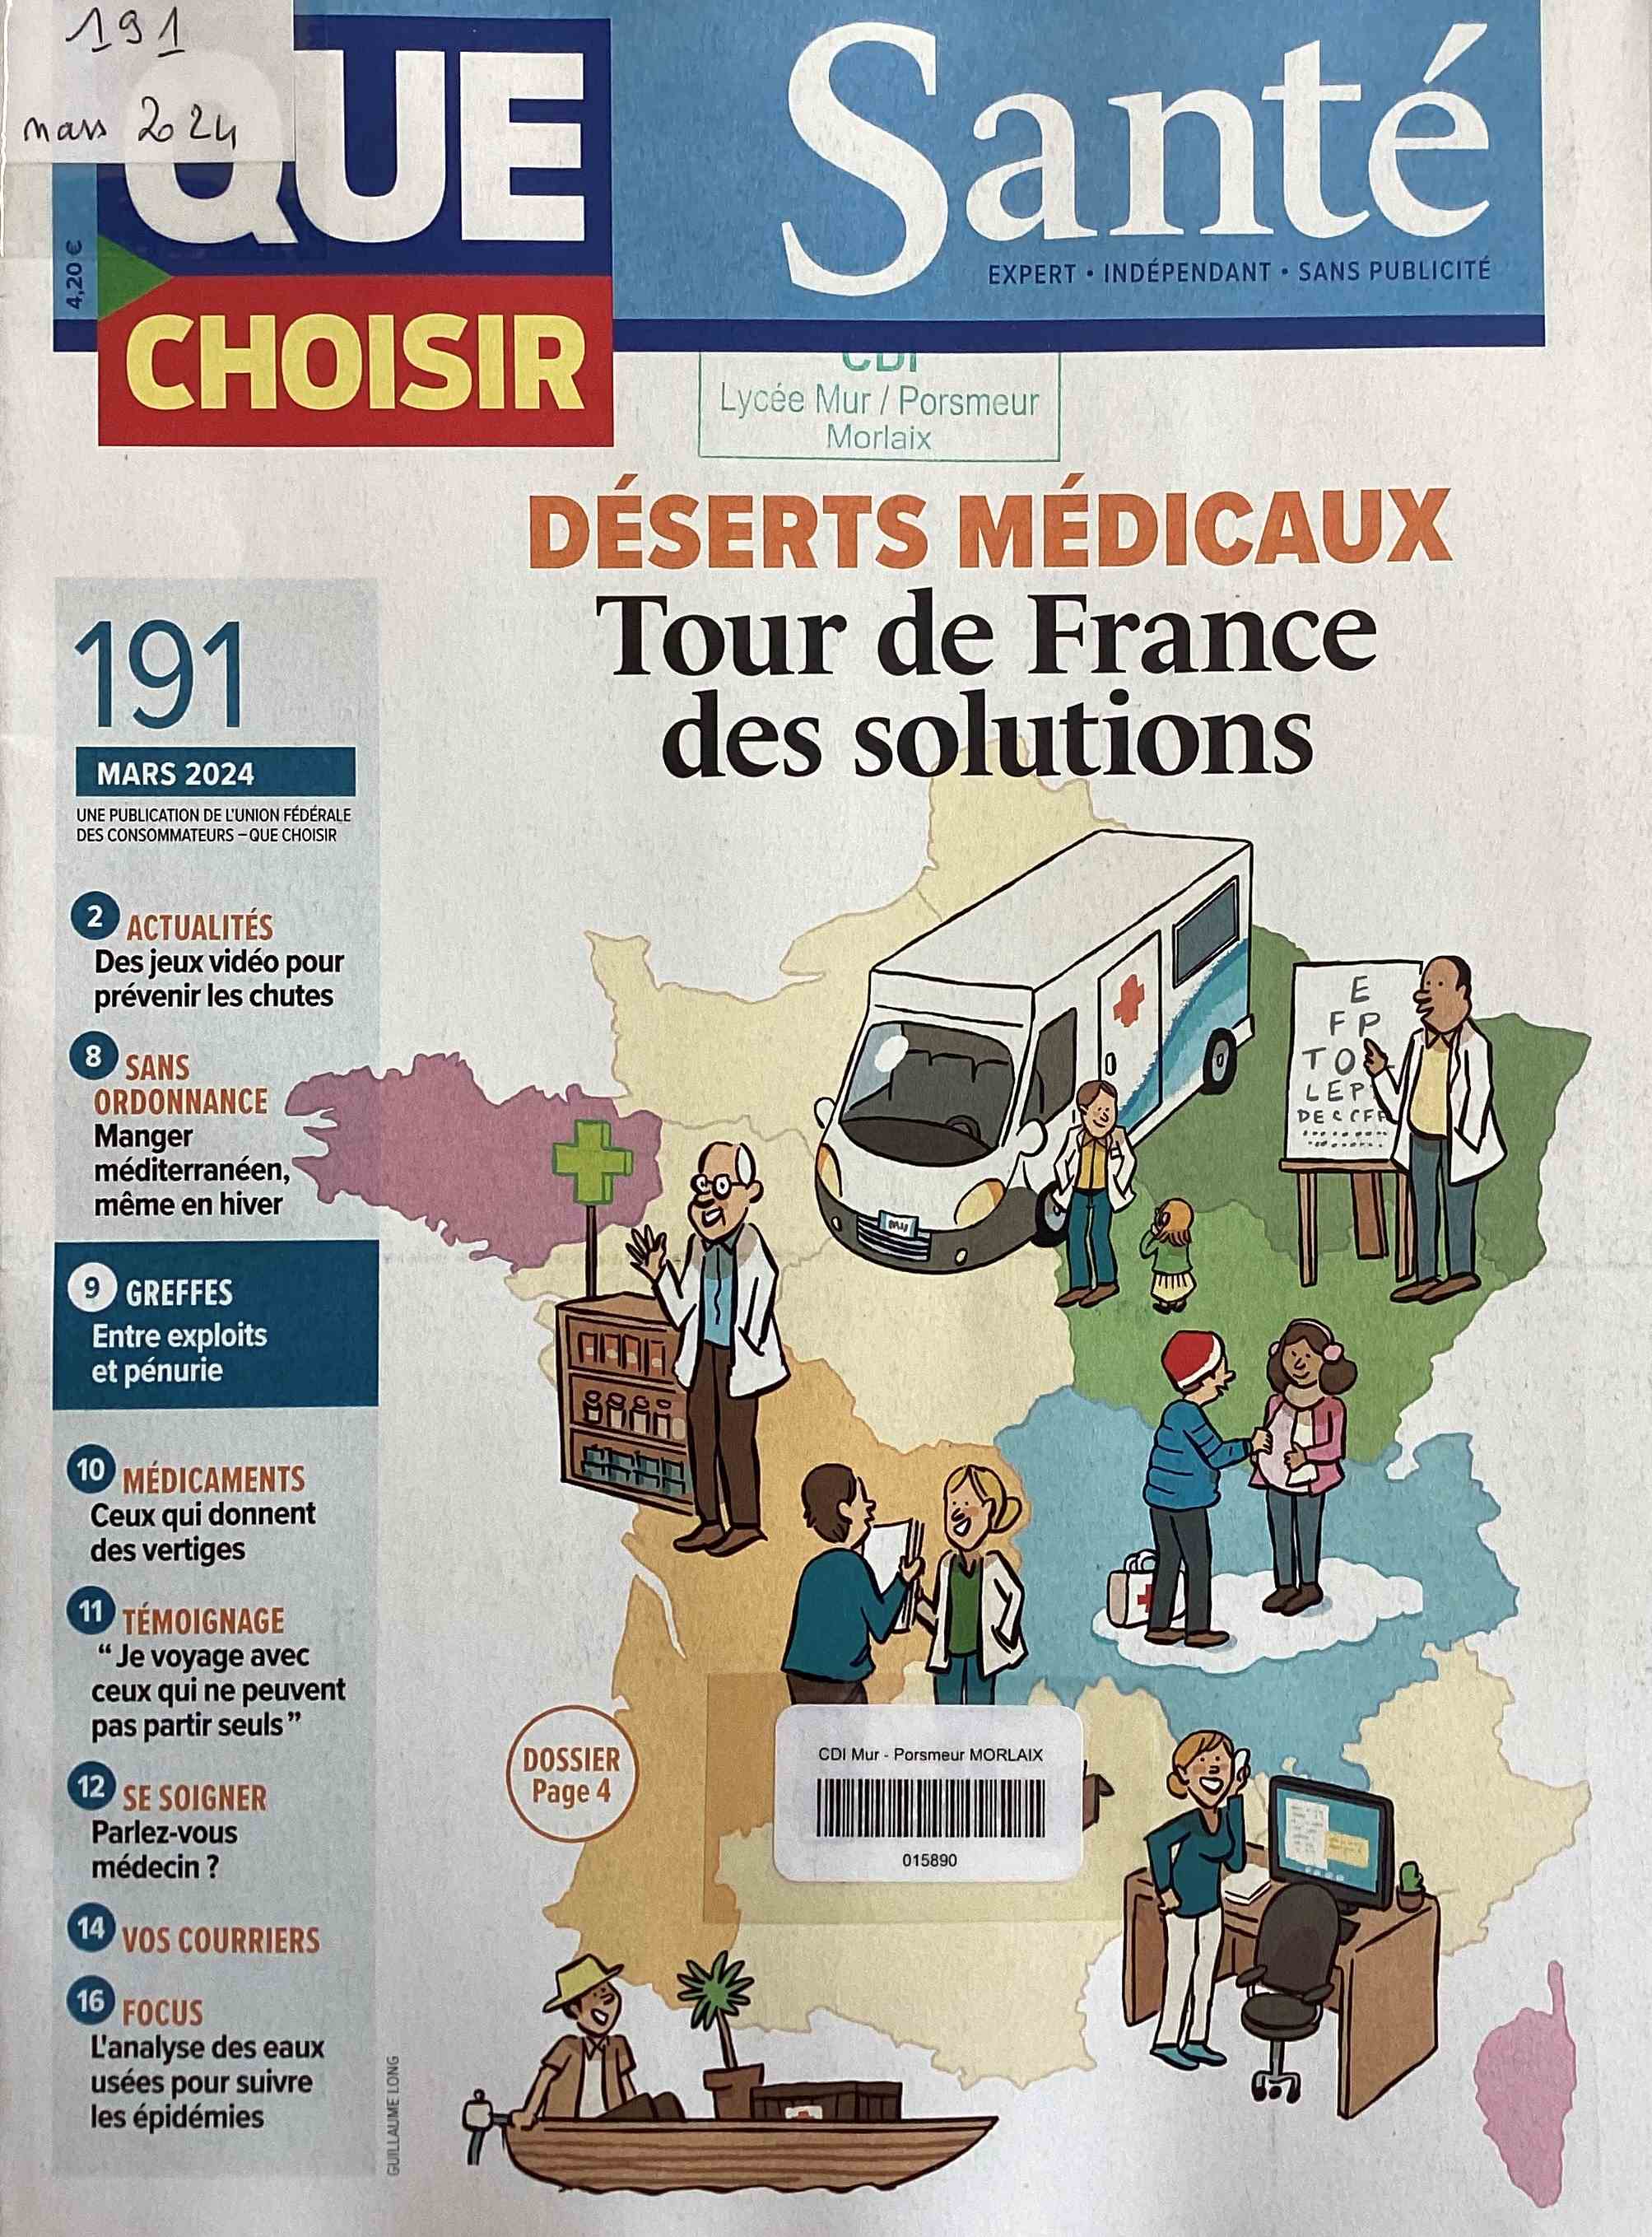 191
mars 2024
QUE
CHOISIR
4,20 €
Santé
EXPERT • INDÉPENDANT • SANS PUBLICITÉ
CDI
Lycée Mur / Porsmeur
Morlaix
DÉSERTS MÉDICAUX
Tour de France
des solutions
191
MARS 2024
UNE PUBLICATION DE L'UNION FÉDÉRALE
DES CONSOMMATEURS – QUE CHOISIR
2 ACTUALITÉS
Des jeux vidéo pour
prévenir les chutes
8 SANS
ORDONNANCE
Manger
méditerranéen,
même en hiver
9 GREFFES
Entre exploits
et pénurie
10 MÉDICAMENTS
Ceux qui donnent
des vertiges
11 TÉMOIGNAGE
“ Je voyage avec
ceux qui ne peuvent
pas partir seuls ”
12 SE SOIGNER
Parlez-vous
médecin ?
14 VOS COURRIERS
16 FOCUS
L'analyse des eaux
usées pour suivre
les épidémies
GUILLAUME LONG
E
F P
T O
L E P
DOSSIER
Page 4
CDI Mur - Porsmeur MORLAIX
015890